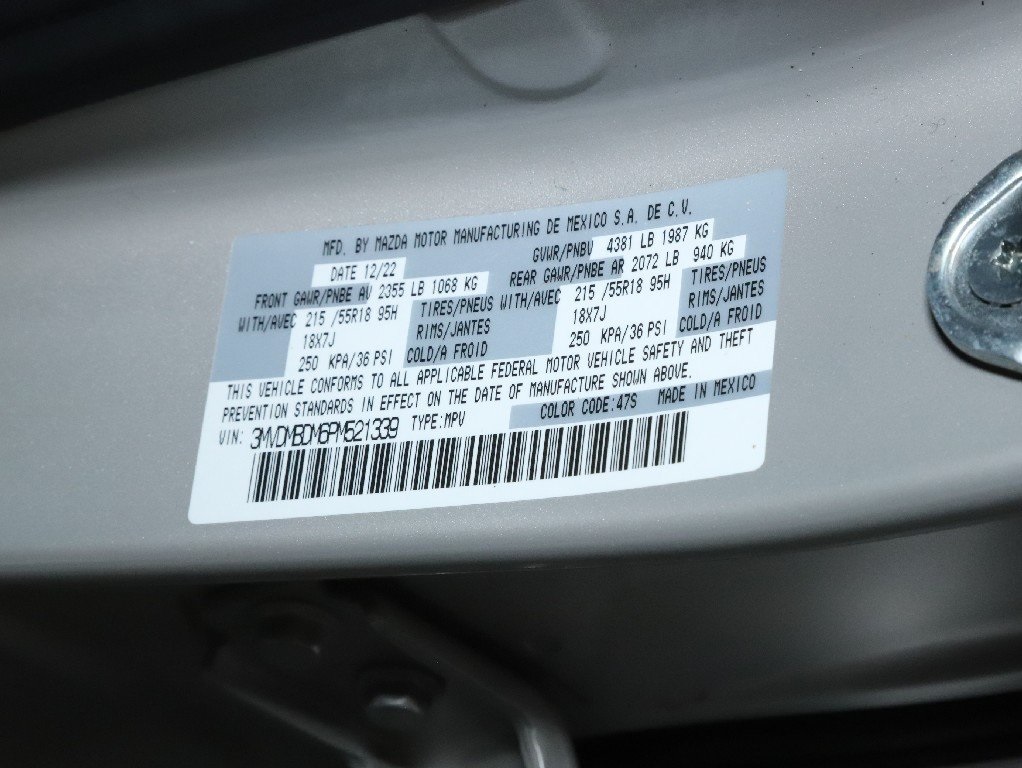 MFD. BY MAZDA MOTOR MANUFACTURING DE MEXICO S.A. DE C.V.
DATE 12/22 GVWR/PNBV 4381 LB 1987 KG
FRONT GAWR/PNBE AV 2355 LB 1068 KG REAR GAWR/PNBE AR 2072 LB 940 KG
WITH/AVEC 215 /55R18 95H TIRES/PNEUS WITH/AVEC 215 /55R18 95H TIRES/PNEUS
18X7J RIMS/JANTES 18X7J RIMS/JANTES
250 KPA/36 PSI COLD/A FROID 250 KPA/36 PSI COLD/A FROID
THIS VEHICLE CONFORMS TO ALL APPLICABLE FEDERAL MOTOR VEHICLE SAFETY AND THEFT
PREVENTION STANDARDS IN EFFECT ON THE DATE OF MANUFACTURE SHOWN ABOVE.
VIN: 3MVDMBDM6PM521339 TYPE:MPV COLOR CODE:47S MADE IN MEXICO